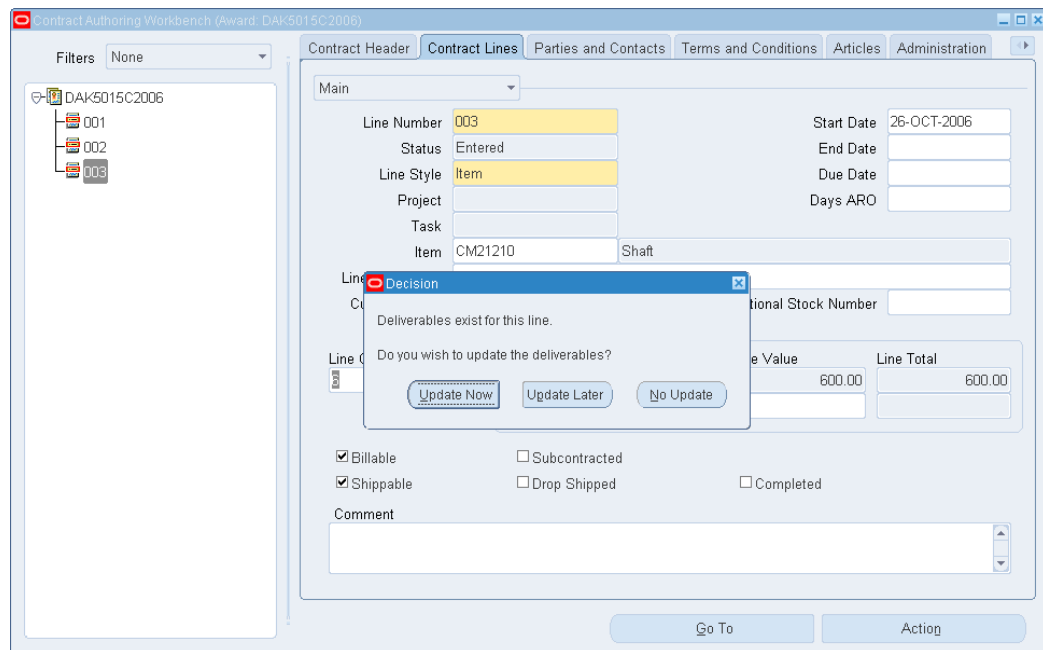 Contract Authoring Workbench (Award: DAK5015C2006)
Filters None
DAK5015C2006
001
002
003
Contract Header Contract Lines Parties and Contacts Terms and Conditions Articles Administration
Main
Line Number 003 Start Date 26-OCT-2006
Status Entered End Date
Line Style Item Due Date
Project Days ARO
Task
Item CM21210 Shaft
Line
Decision
Deliverables exist for this line.
Do you wish to update the deliverables?
Update Now Update Later No Update
tional Stock Number
Line e Value Line Total
600.00 600.00
Billable Subcontracted
Shippable Drop Shipped Completed
Comment
Go To Action